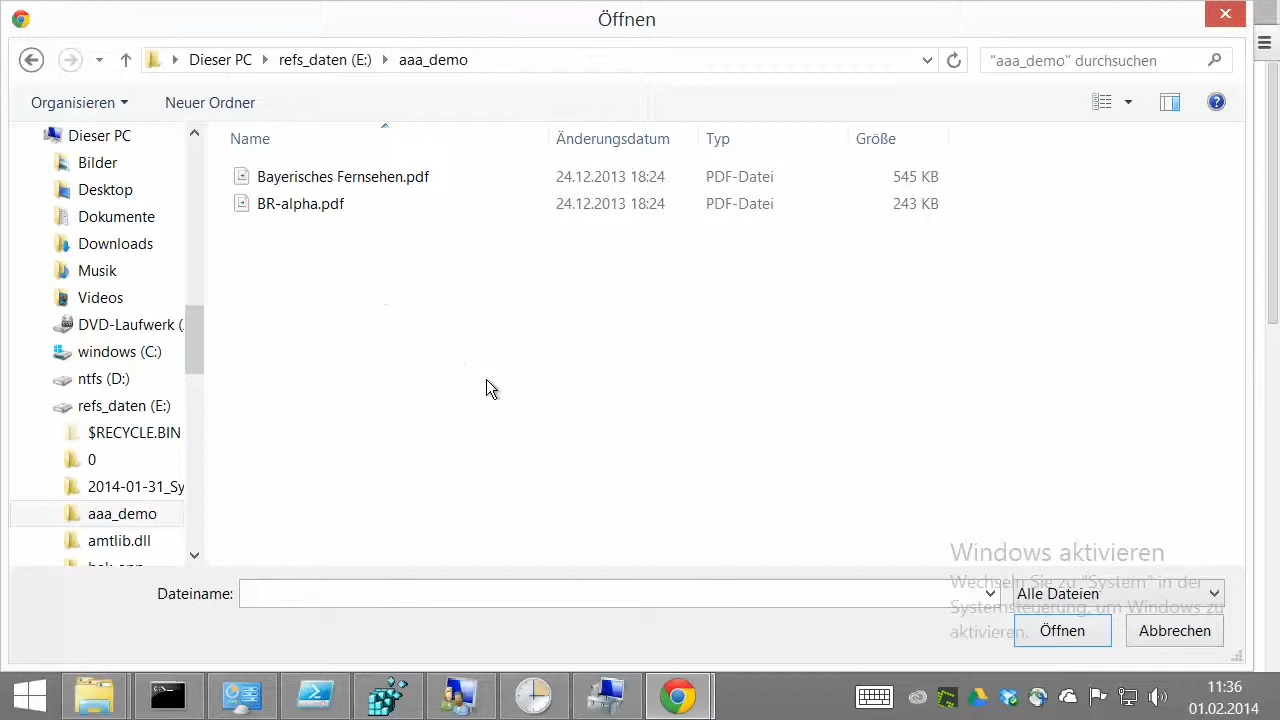 Öffnen
Dieser PC refs_daten (E:) aaa_demo
"aaa_demo" durchsuchen
Organisieren
Neuer Ordner
Dieser PC
Bilder
Desktop
Dokumente
Downloads
Musik
Videos
DVD-Laufwerk (
windows (C:)
ntfs (D:)
refs_daten (E:)
$RECYCLE.BIN
0
2014-01-31_Sy
aaa_demo
amtlib.dll
Name Änderungsdatum Typ Größe
Bayerisches Fernsehen.pdf 24.12.2013 18:24 PDF-Datei 545 KB
BR-alpha.pdf 24.12.2013 18:24 PDF-Datei 243 KB
Windows aktivieren
Wechseln Sie zu "System" in der
Systemsteuerung, um Windows zu
aktivieren.
Dateiname:
Alle Dateien
Öffnen
Abbrechen
11:36
01.02.2014